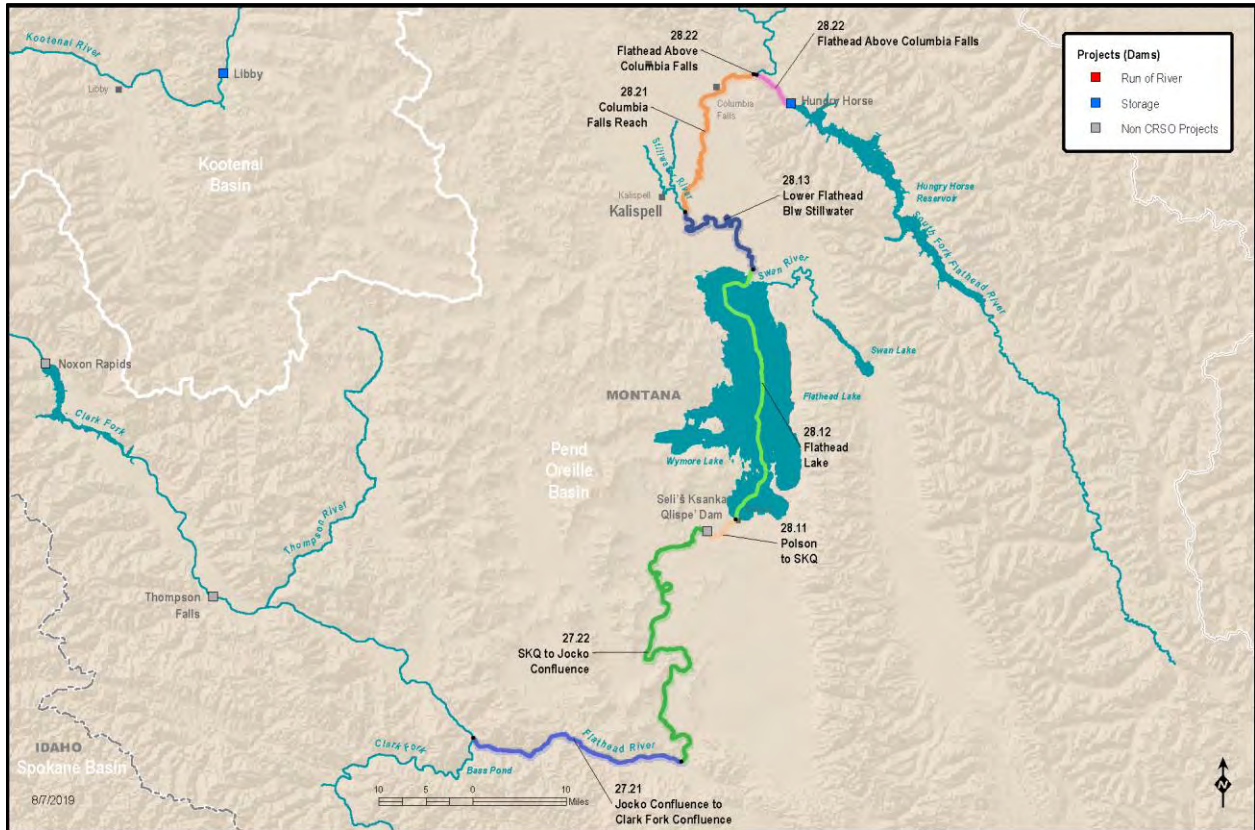 Kootenai River
Libby
Libby
Kootenai
Basin
28.22
Flathead Above
Columbia Falls
28.22
Flathead Above Columbia Falls
Projects (Dams)
Run of River
Storage
Non CRSO Projects
28.21
Columbia
Falls Reach
Columbia
Falls
Hungry Horse
Stillwater River
Kalispell
Kalispell
28.13
Lower Flathead
Blw Stillwater
Hungry Horse
Reservoir
South Fork Flathead River
Swan River
Swan Lake
Noxon Rapids
Clark Fork
MONTANA
Flathead Lake
28.12
Flathead
Lake
Wymore Lake
Pend
Oreille
Basin
Seli'š Ksanka
Qlispe' Dam
28.11
Polson
to SKQ
Thompson River
Thompson
Falls
27.22
SKQ to Jocko
Confluence
Flathead River
Clark Fork
Bass Pond
IDAHO
Spokane Basin
27.21
Jocko Confluence to
Clark Fork Confluence
10 5 0 10
Miles
8/7/2019
N